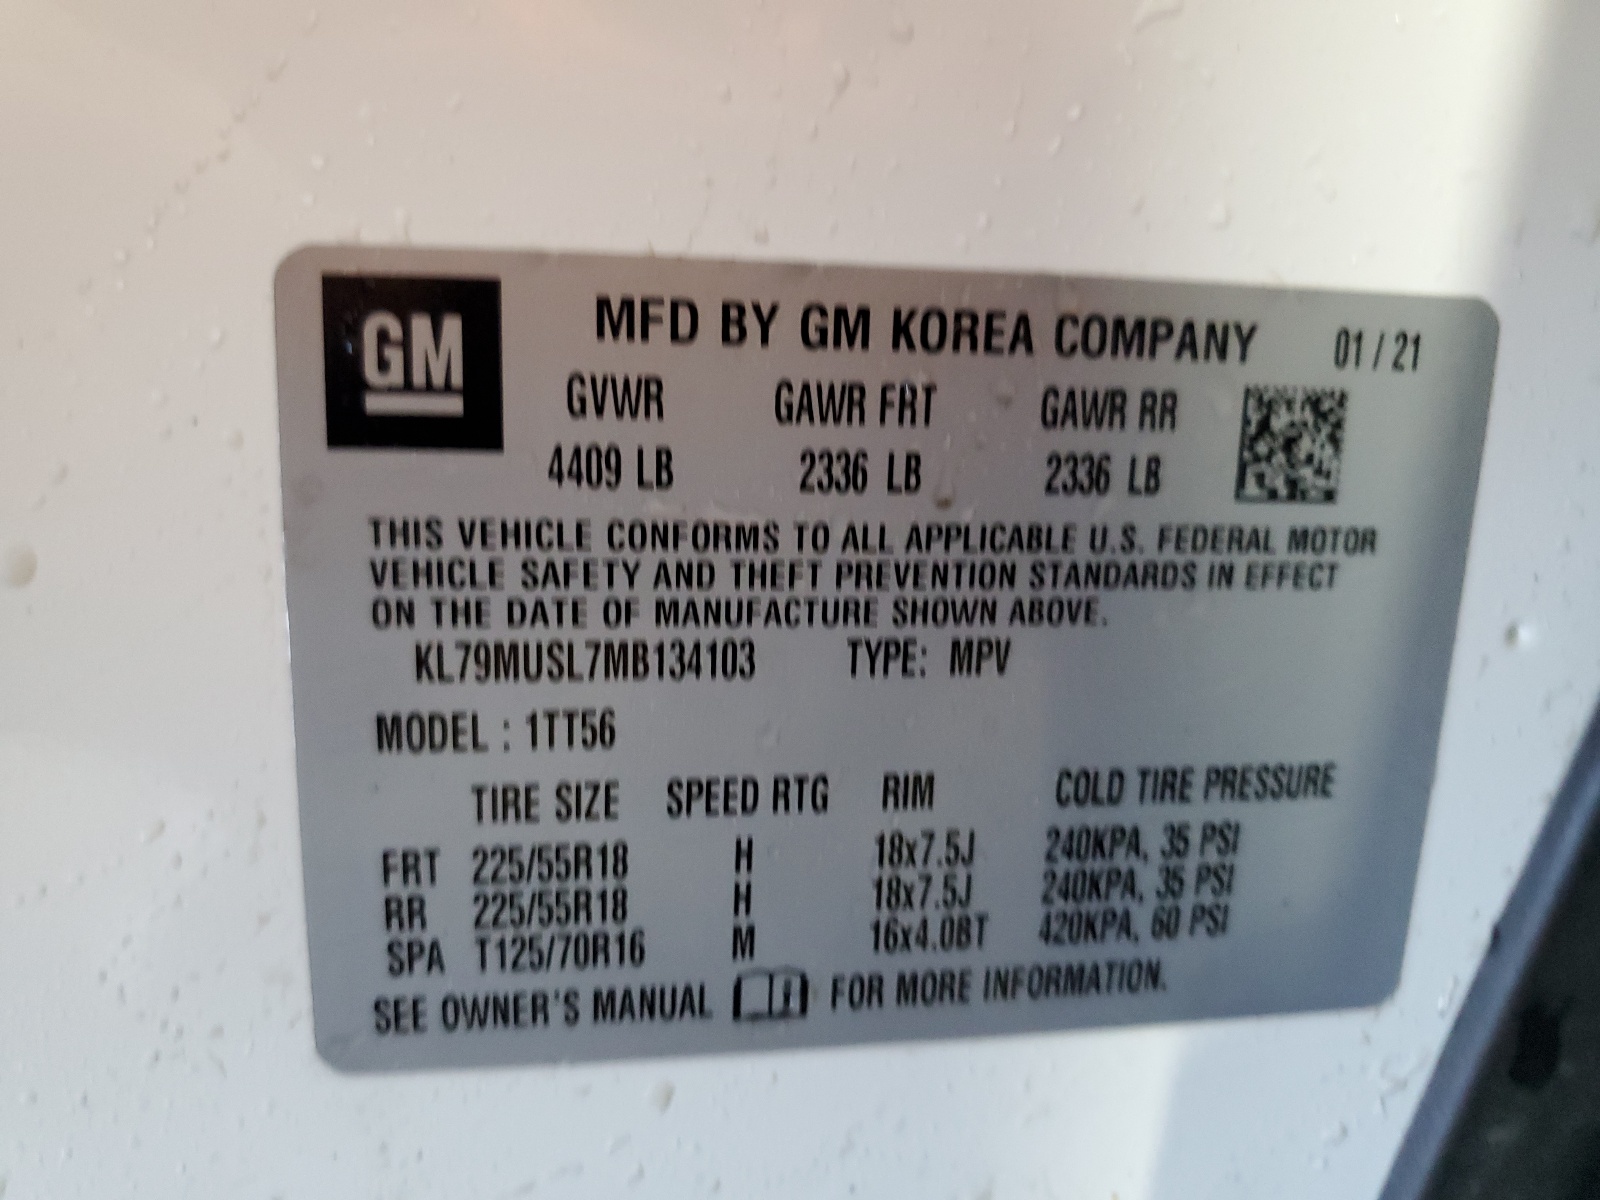 GM
MFD BY GM KOREA COMPANY 01 / 21
GVWR GAWR FRT GAWR RR
4409 LB 2336 LB 2336 LB
THIS VEHICLE CONFORMS TO ALL APPLICABLE U.S. FEDERAL MOTOR
VEHICLE SAFETY AND THEFT PREVENTION STANDARDS IN EFFECT
ON THE DATE OF MANUFACTURE SHOWN ABOVE.
KL79MUSL7MB134103 TYPE: MPV
MODEL : 1TT56
TIRE SIZE SPEED RTG RIM COLD TIRE PRESSURE
FRT 225/55R18 H 18x7.5J 240KPA, 35 PSI
RR 225/55R18 H 18x7.5J 240KPA, 35 PSI
SPA T125/70R16 M 16x4.0BT 420KPA, 60 PSI
SEE OWNER'S MANUAL FOR MORE INFORMATION.